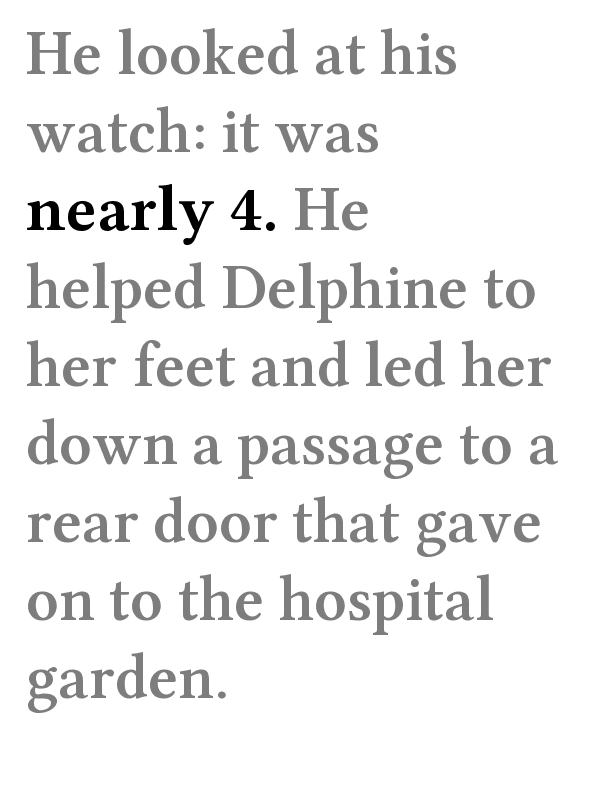 He looked at his
watch: it was
nearly 4. He
helped Delphine to
her feet and led her
down a passage to a
rear door that gave
on to the hospital
garden.